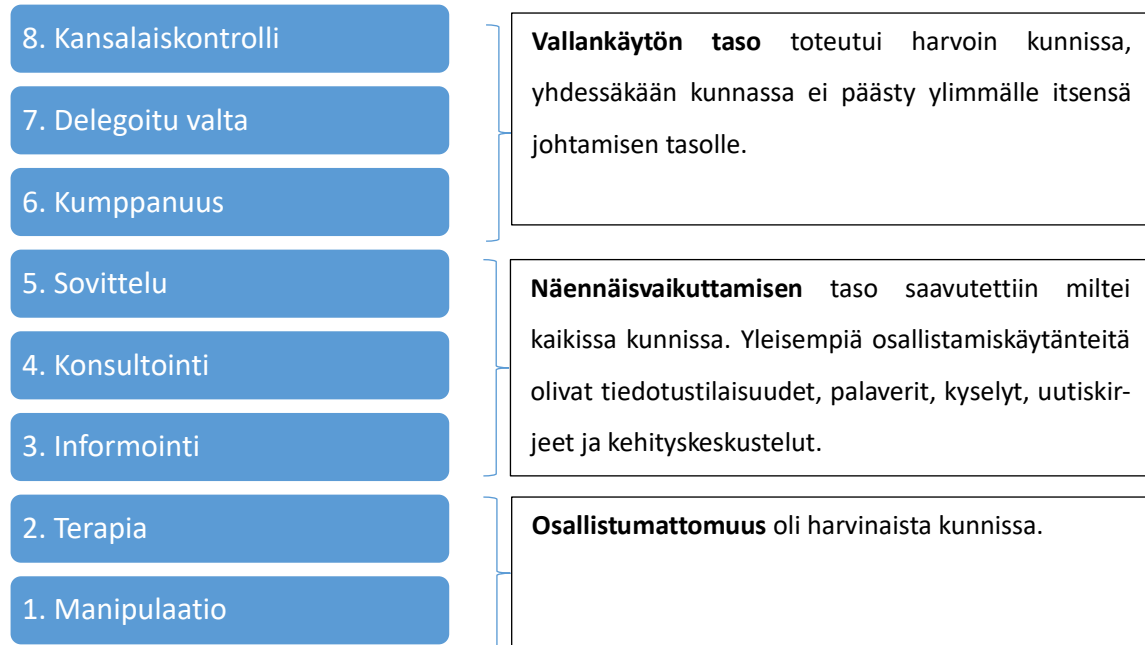 8. Kansalaiskontrolli
7. Delegoitu valta
6. Kumppanuus
Vallankäytön taso toteutui harvoin kunnissa,
yhdessäkään kunnassa ei päästy ylimmälle itsensä
johtamisen tasolle.
5. Sovittelu
4. Konsultointi
3. Informointi
Näennäisvaikuttamisen taso saavutettiin miltei
kaikissa kunnissa. Yleisempiä osallistamiskäytänteitä
olivat tiedotustilaisuudet, palaverit, kyselyt, uutiskir-
jeet ja kehityskeskustelut.
2. Terapia
1. Manipulaatio
Osallistumattomuus oli harvinaista kunnissa.